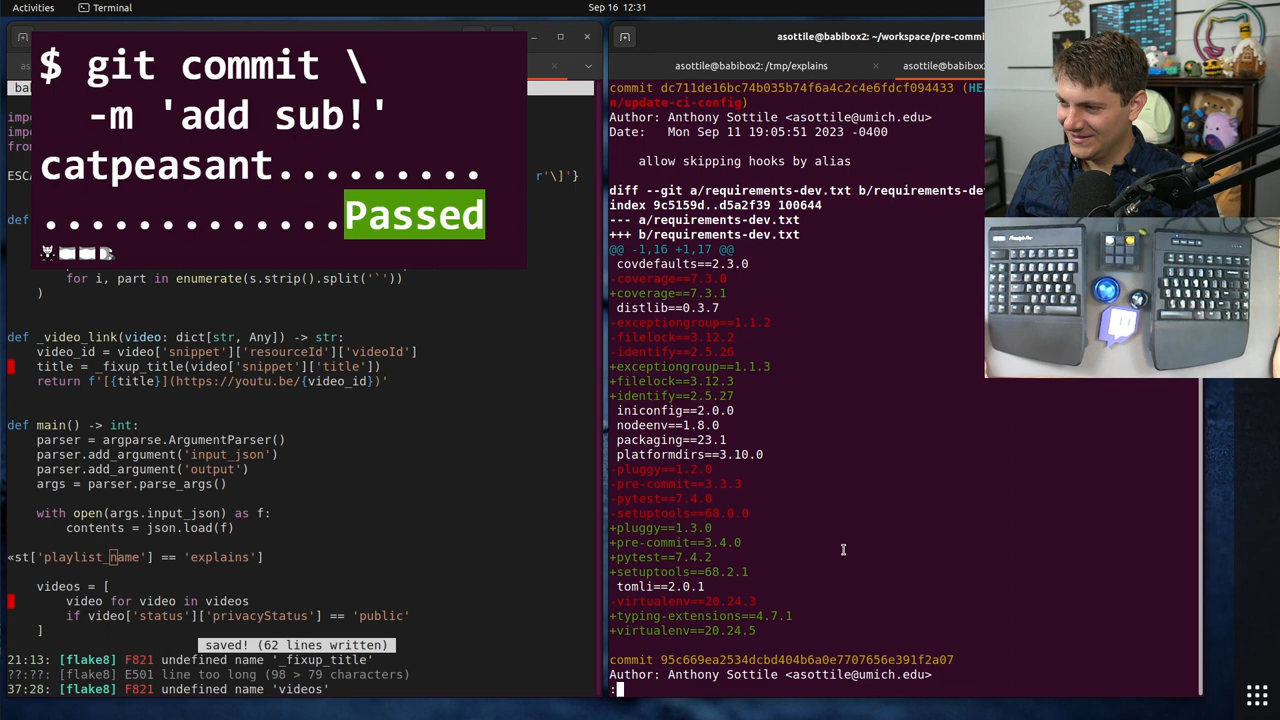 Activities
Terminal
Sep 16 12:31
$ git commit \
-m 'add sub!'
catpeasant.........
.............Passed
ESCA
r'\]'}
for i, part in enumerate(s.strip().split('``'))
)
def _video_link(video: dict[str, Any]) -> str:
video_id = video['snippet']['resourceId']['videoId']
title = _fixup_title(video['snippet']['title'])
return f'[{title}](https://youtu.be/{video_id})'
def main() -> int:
parser = argparse.ArgumentParser()
parser.add_argument('input_json')
parser.add_argument('output')
args = parser.parse_args()
with open(args.input_json) as f:
contents = json.load(f)
«st['playlist_name'] == 'explains']
videos = [
video for video in videos
if video['status']['privacyStatus'] == 'public'
]
saved! (62 lines written)
21:13: [flake8] F821 undefined name '_fixup_title'
??:??: [flake8] E501 line too long (98 > 79 characters)
37:28: [flake8] F821 undefined name 'videos'
asottile@babibox2: ~/workspace/pre-commi
asottile@babibox2: /tmp/explains
asottile@babibox2
commit dc711de16bc74b035b74f6a4c2c4e6fdcf094433 (HE
n/update-ci-config)
Author: Anthony Sottile <asottile@umich.edu>
Date: Mon Sep 11 19:05:51 2023 -0400
allow skipping hooks by alias
diff --git a/requirements-dev.txt b/requirements-de
index 9c5159d..d5a2f39 100644
--- a/requirements-dev.txt
+++ b/requirements-dev.txt
@@ -1,16 +1,17 @@
covdefaults==2.3.0
-coverage==7.3.0
+coverage==7.3.1
distlib==0.3.7
-exceptiongroup==1.1.2
-filelock==3.12.2
-identify==2.5.26
+exceptiongroup==1.1.3
+filelock==3.12.3
+identify==2.5.27
iniconfig==2.0.0
nodeenv==1.8.0
packaging==23.1
platformdirs==3.10.0
-pluggy==1.2.0
-pre-commit==3.3.3
-pytest==7.4.0
-setuptools==68.0.0
+pluggy==1.3.0
+pre-commit==3.4.0
+pytest==7.4.2
+setuptools==68.2.1
tomli==2.0.1
-virtualenv==20.24.3
+typing-extensions==4.7.1
+virtualenv==20.24.5
commit 95c669ea2534dcbd404b6a0e7707656e391f2a07
Author: Anthony Sottile <asottile@umich.edu>
: